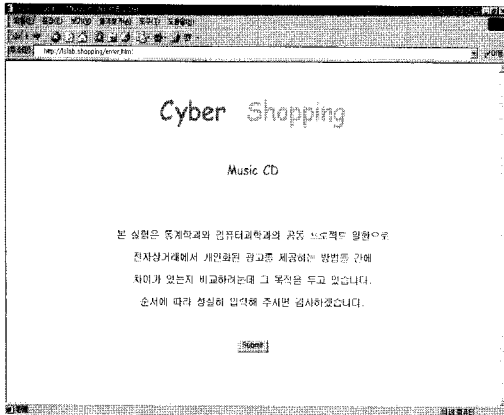 http://islab.shopping/enter.html
Cyber Shopping
Music CD
본 실험은 통계학과와 컴퓨터과학과의 공동 프로젝트 일환으로
전자상거래에서 개인화된 광고를 제공하는 방법들 간에
차이가 있는지 비교하려는데 그 목적을 두고 있습니다.
순서에 따라 성실히 입력해 주시면 감사하겠습니다.
Submit